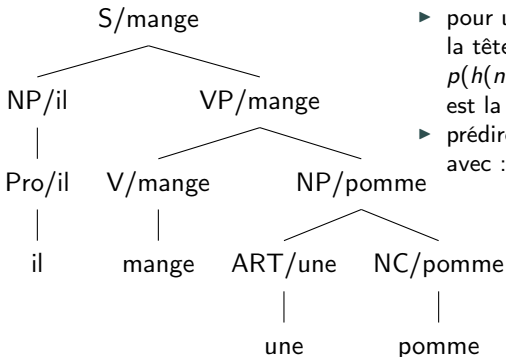 S/mange
NP/il VP/mange
Pro/il V/mange NP/pomme
il mange ART/une NC/pomme
une pomme
pour
la tête
p(h(n
est la
avec :